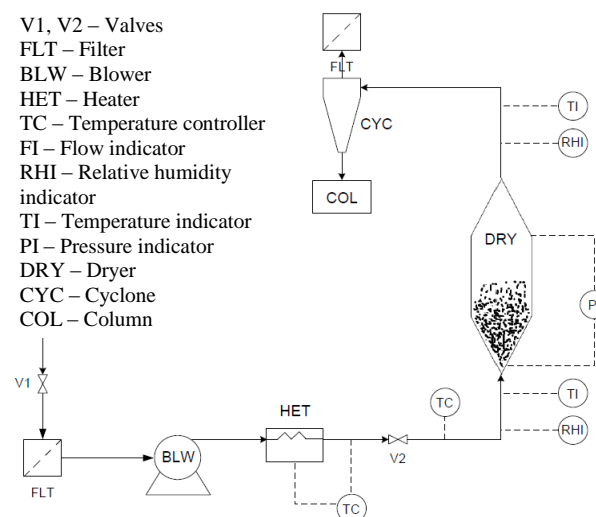 V1, V2 – Valves
FLT – Filter
BLW – Blower
HET – Heater
TC – Temperature controller
FI – Flow indicator
RHI – Relative humidity
indicator
TI – Temperature indicator
PI – Pressure indicator
DRY – Dryer
CYC – Cyclone
COL – Column
FLT
CYC
COL
TI
RHI
DRY
P
V1
FLT
BLW
HET
TC
V2
TC
TI
RHI